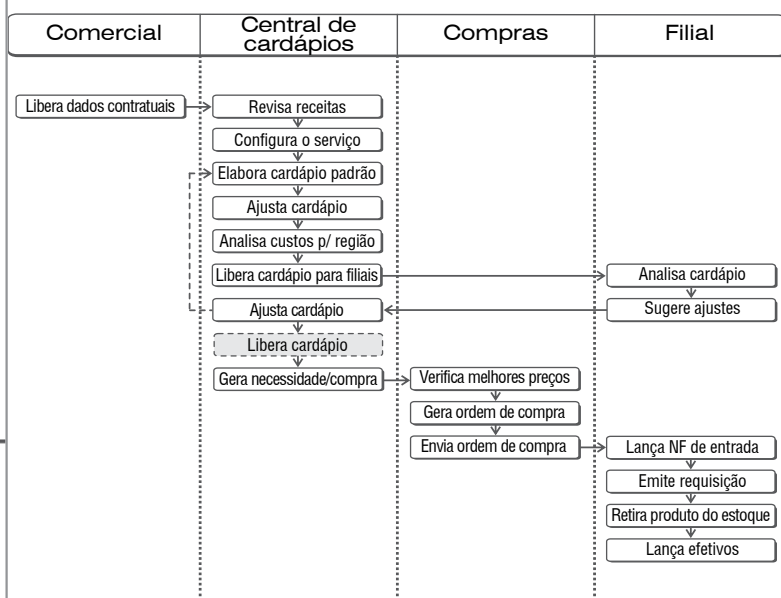 Comercial
Central de
cardápios
Compras
Filial
Libera dados contratuais
Revisa receitas
Configura o serviço
Elabora cardápio padrão
Ajusta cardápio
Analisa custos p/ região
Libera cardápio para filiais
Analisa cardápio
Ajusta cardápio
Sugere ajustes
Libera cardápio
Gera necessidade/compra
Verifica melhores preços
Gera ordem de compra
Envia ordem de compra
Lança NF de entrada
Emite requisição
Retira produto do estoque
Lança efetivos